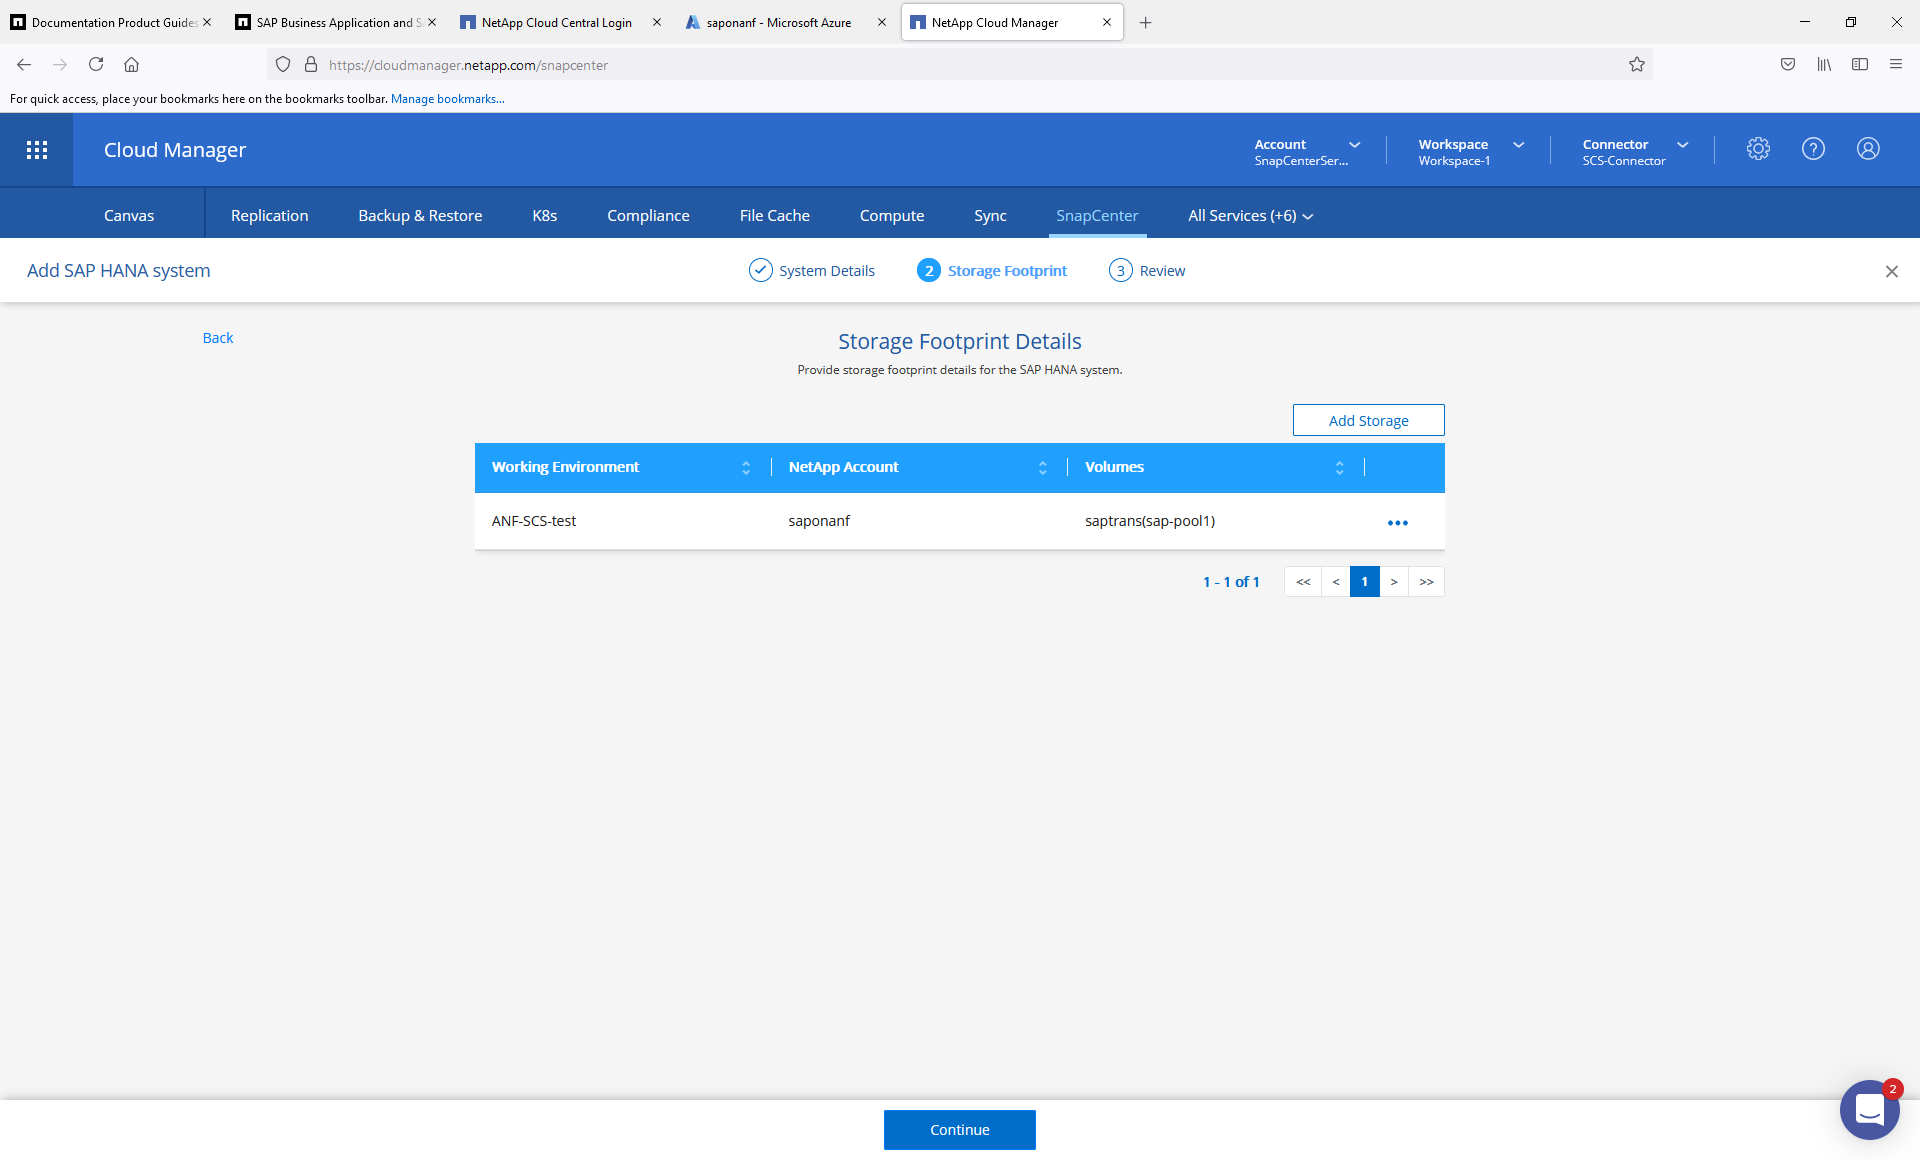 Documentation Product Guides
SAP Business Application and S
NetApp Cloud Central Login
saponanf - Microsoft Azure
NetApp Cloud Manager
https://cloudmanager.netapp.com/snapcenter
For quick access, place your bookmarks here on the bookmarks toolbar. Manage bookmarks...
Cloud Manager
Account
SnapCenterSer...
Workspace
Workspace-1
Connector
SCS-Connector
Canvas
Replication
Backup & Restore
K8s
Compliance
File Cache
Compute
Sync
SnapCenter
All Services (+6)
Add SAP HANA system
System Details
2 Storage Footprint
3 Review
Back
Storage Footprint Details
Provide storage footprint details for the SAP HANA system.
Add Storage
Working Environment
NetApp Account
Volumes
ANF-SCS-test
saponanf
saptrans(sap-pool1)
1 - 1 of 1
<< < 1 > >>
2
Continue